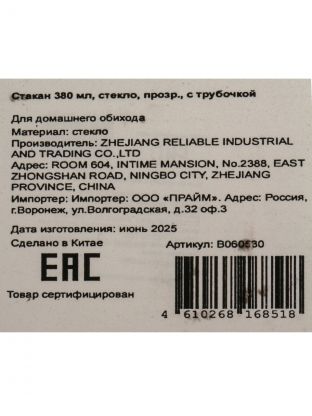 Стакан 380 мл, стекло, прозр., с трубочкой
Для домашнего обихода
Материал: стекло
Производитель: ZHEJIANG RELIABLE INDUSTRIAL
AND TRADING CO.,LTD
Адрес: ROOM 604, INTIME MANSION, No.2388, EAST
ZHONGSHAN ROAD, NINGBO CITY, ZHEJIANG
PROVINCE, CHINA
Импортер: Импортер: ООО «ПРАЙМ». Адрес: Россия,
г.Воронеж, ул.Волгоградская, д.32 оф.3
Дата изготовления: июнь 2025
Сделано в Китае Артикул: B060530
EAC
Товар сертифицирован
4 610268 168518